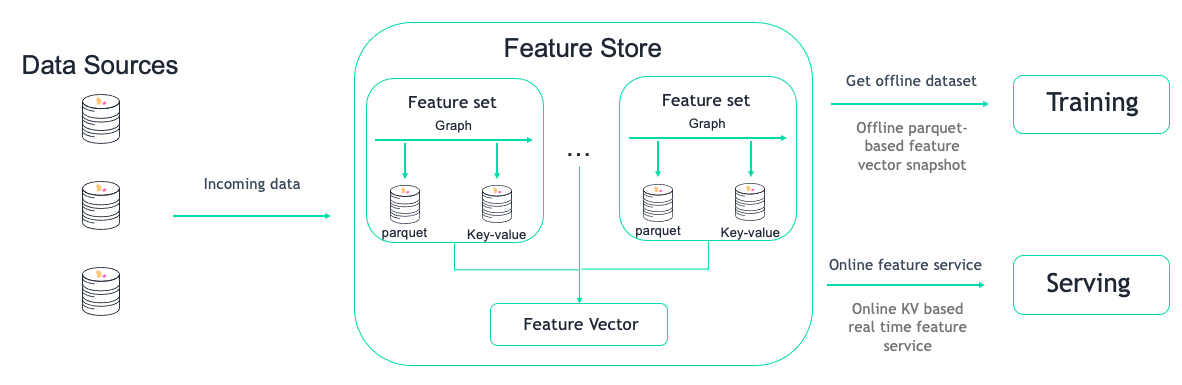 Data Sources
Incoming data
Feature Store
Feature set
Graph
parquet
Key-value
...
Feature set
Graph
parquet
Key-value
Feature Vector
Get offline dataset
Offline parquet-
based feature
vector snapshot
Training
Online feature service
Online KV based
real time feature
service
Serving